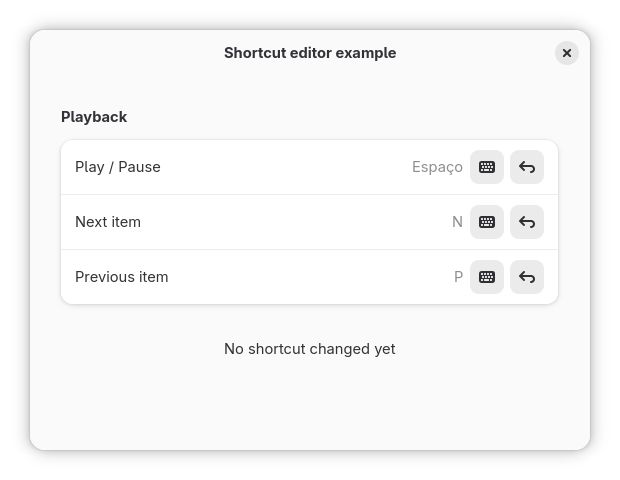 Shortcut editor example
Playback
Play / Pause Espaço
Next item N
Previous item P
No shortcut changed yet